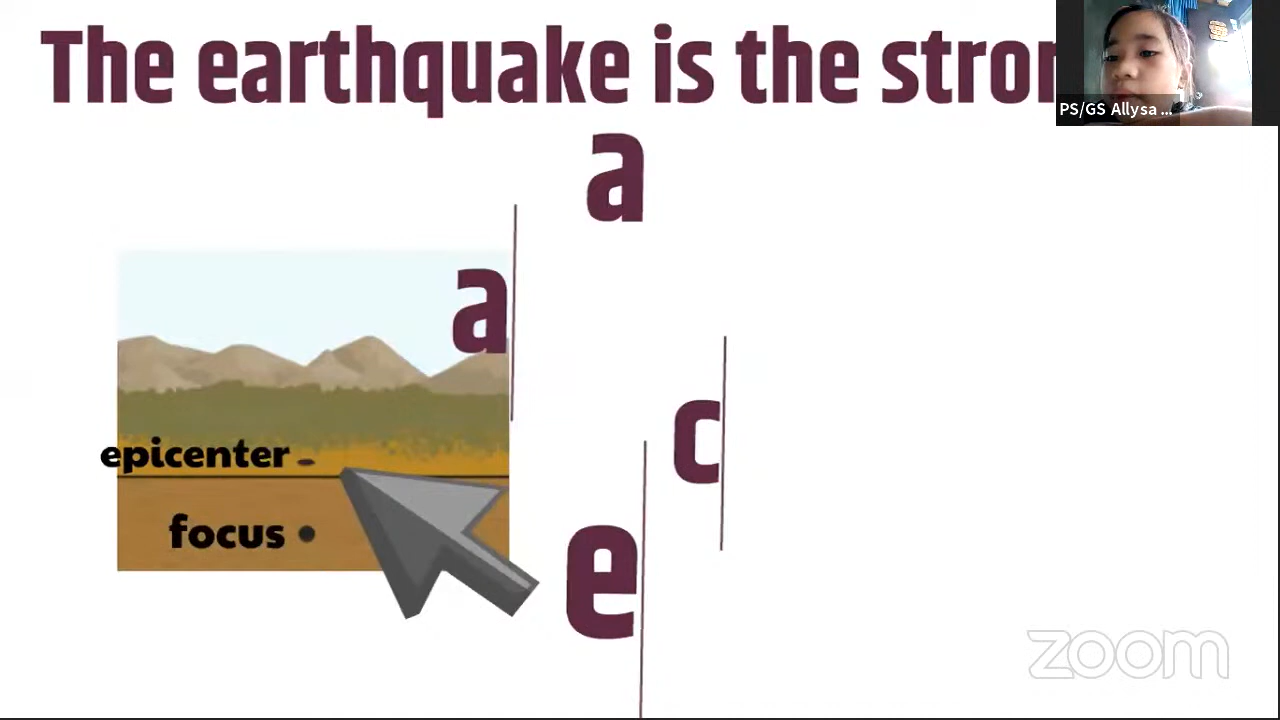 The earthquake is the stron
PS/GS Allysa ...
a
a
c
epicenter
focus
e
zoom